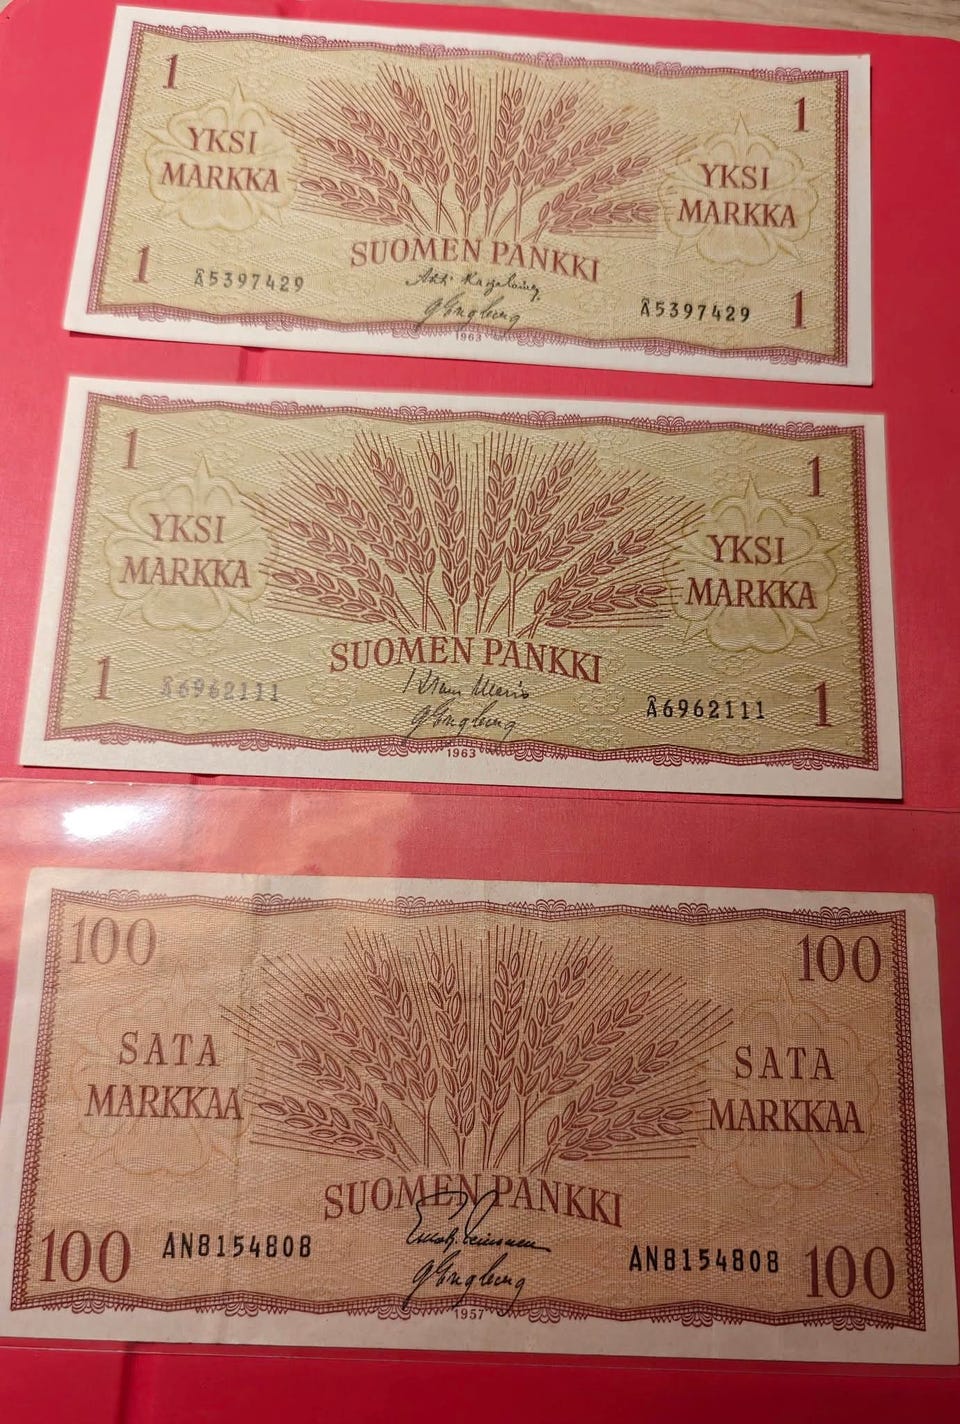 1
1
YKSI
MARKKA
YKSI
MARKKA
SUOMEN PANKKI
1
Å5397429
Å5397429
1
1963
1
1
YKSI
MARKKA
YKSI
MARKKA
SUOMEN PANKKI
1
Å6962111
Å6962111
1
1963
100
100
SATA
MARKKAA
SATA
MARKKAA
SUOMEN PANKKI
100
AN8154808
AN8154808
100
1957